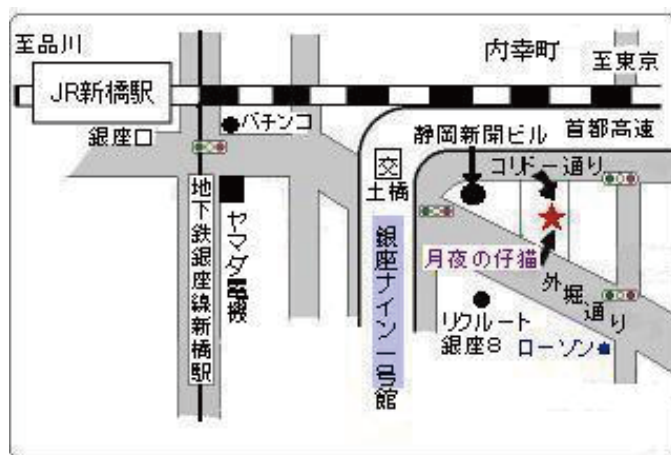 至品川
内幸町
至東京
JR新橋駅
銀座口
パチンコ
静岡新聞ビル
首都高速
交
土橋
コリドー通り
地下鉄銀座線新橋駅
ヤマダ電機
銀座ナイン一号館
月夜の仔猫
外堀通り
リクルート
銀座8
ローソン